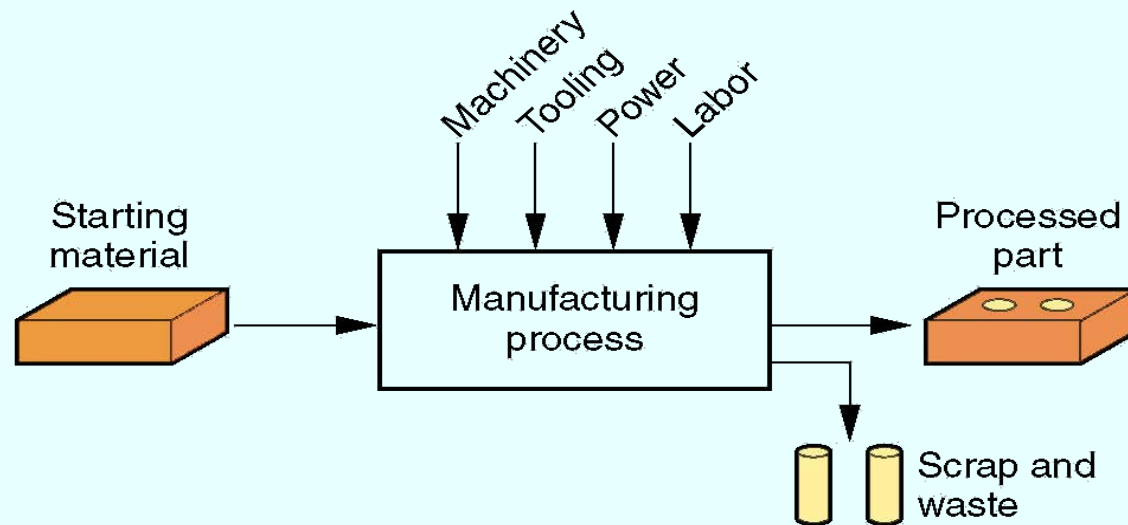 Machinery
Tooling
Power
Labor
Starting
material
Manufacturing
process
Processed
part
Scrap and
waste